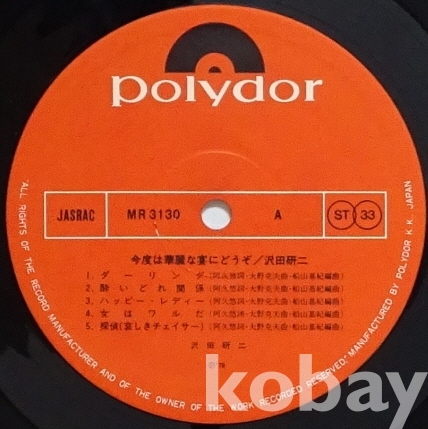 polydor
JASRAC
MR 3130
A
ST 33
今度は華麗な宴にどうぞ/沢田研二
1. ダーリング(阿久悠詞・大野克夫曲・船山基紀編曲)
2. 酔いどれ関係(阿久悠詞・大野克夫曲・船山基紀編曲)
3. ハッピー・レディー(阿久悠詞・大野克夫曲・船山基紀編曲)
4. 女はワルだ(阿久悠詞・大野克夫曲・船山基紀編曲)
5. 探偵(哀しきチェイサー)(阿久悠詞・大野克夫曲・船山基紀編曲)
沢田研二
Ⓟ'78
"ALL RIGHTS OF THE RECORD MANUFACTURER AND OF THE OWNER OF THE WORK RECORDED RESERVED." MANUFACTURED BY POLYDOR K. K. JAPAN
kobay